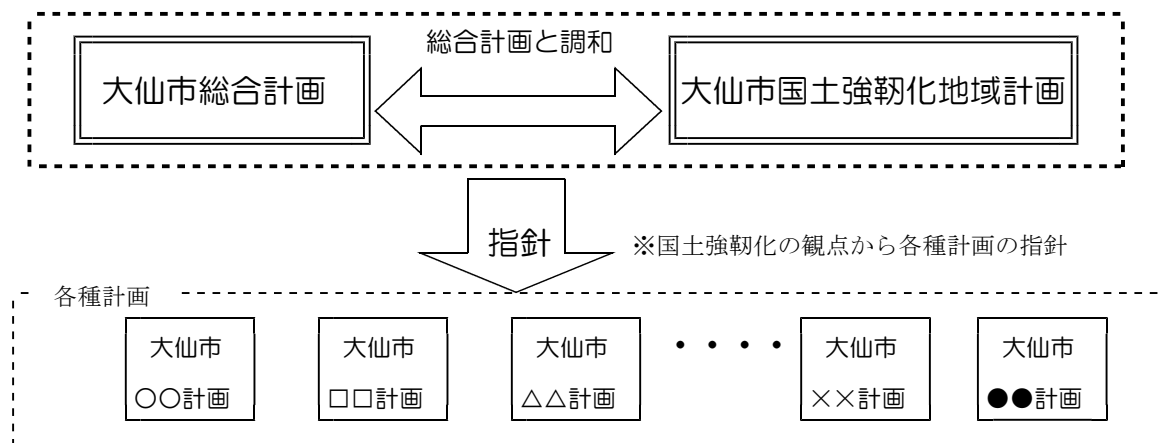 総合計画と調和
大仙市総合計画
大仙市国土強靱化地域計画
指針
※国土強靱化の観点から各種計画の指針
各種計画
大仙市
○○計画
大仙市
□□計画
大仙市
△△計画
・・・・
大仙市
××計画
大仙市
●●計画